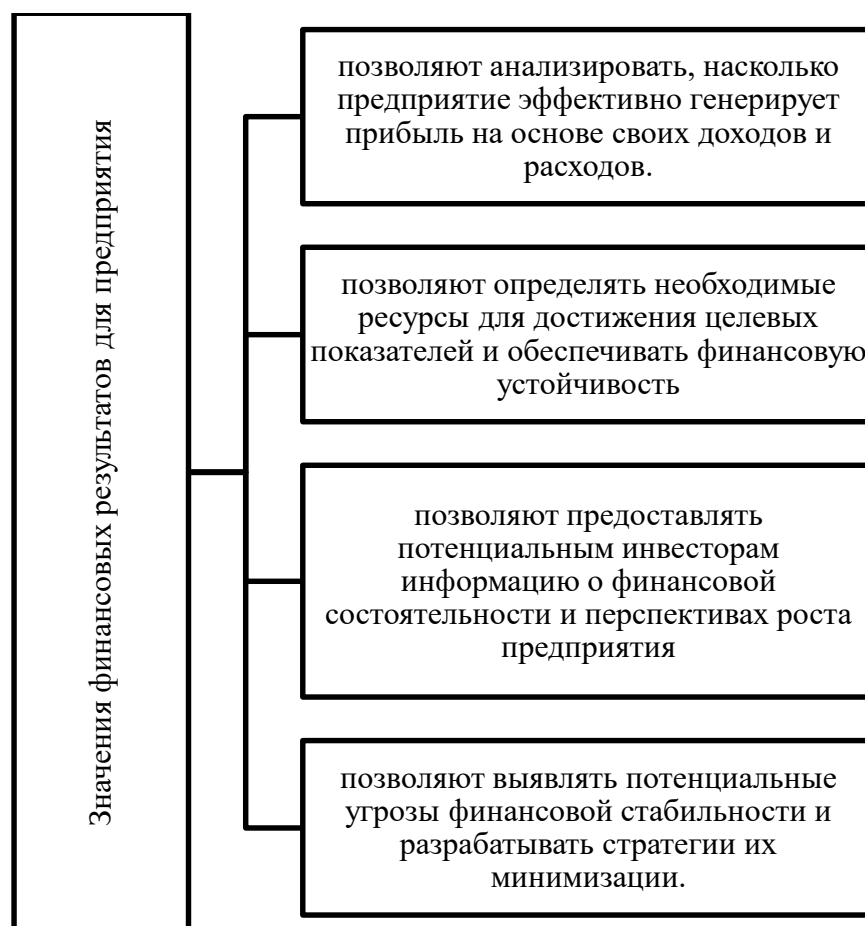 Значения финансовых результатов для предприятия
позволяют анализировать, насколько
предприятие эффективно генерирует
прибыль на основе своих доходов и
расходов.
позволяют определять необходимые
ресурсы для достижения целевых
показателей и обеспечивать финансовую
устойчивость
позволяют предоставлять
потенциальным инвесторам
информацию о финансовой
состоятельности и перспективах роста
предприятия
позволяют выявлять потенциальные
угрозы финансовой стабильности и
разрабатывать стратегии их
минимизации.